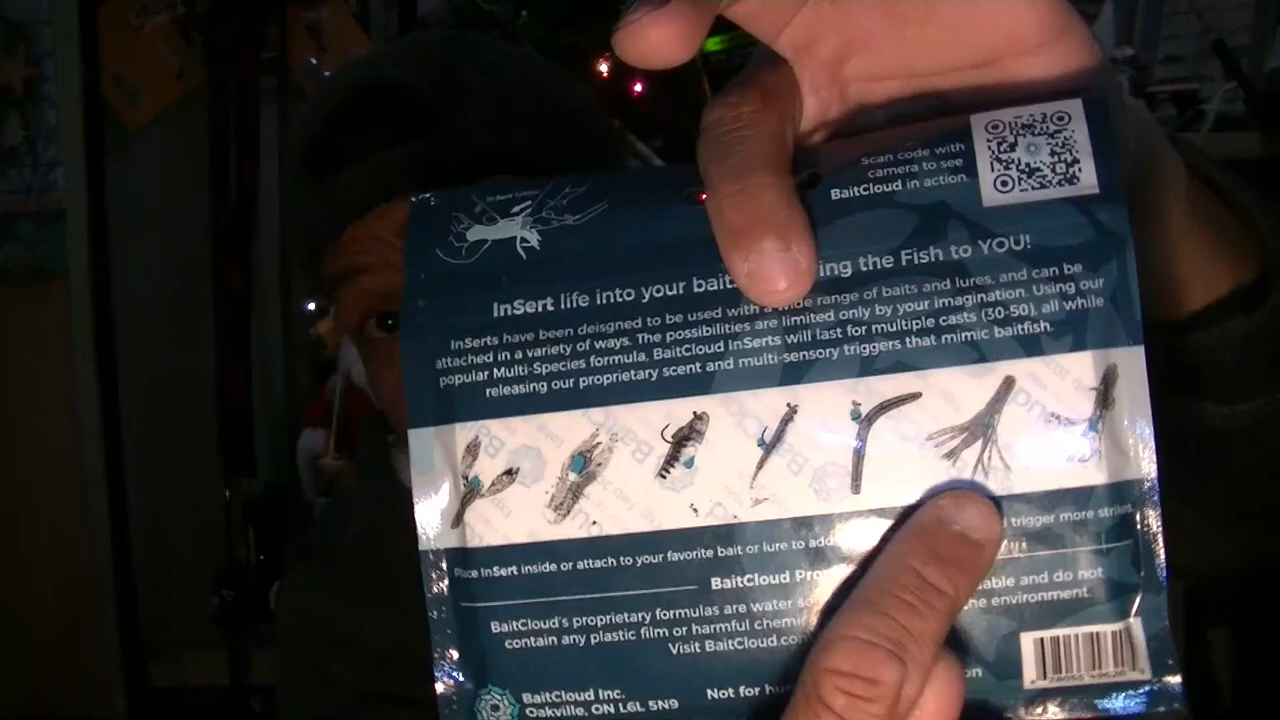 Scan code with
camera to see
BaitCloud in action
InSert life into your bait. ing the Fish to YOU!
InSerts have been deisgned to be used with a wide range of baits and lures, and can be
attached in a variety of ways. The possibilities are limited only by your imagination. Using our
popular Multi-Species formula, BaitCloud InSerts will last for multiple casts (30-50), all while
releasing our proprietary scent and multi-sensory triggers that mimic baitfish.
Place InSert inside or attach to your favorite bait or lure to add trigger more strikes
BaitCloud
BaitCloud's proprietary formulas are water able and do not
contain any plastic film or harmful the environment.
Visit BaitCloud.com
BaitCloud Inc.
Oakville, ON L6L 5N9
Not for